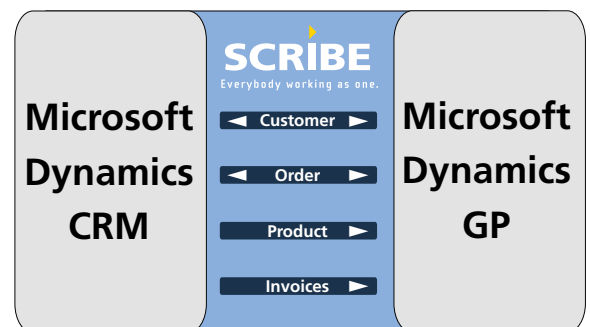 Microsoft
Dynamics
CRM
SCRIBE
Everybody working as one.
Customer
Order
Product
Invoices
Microsoft
Dynamics
GP